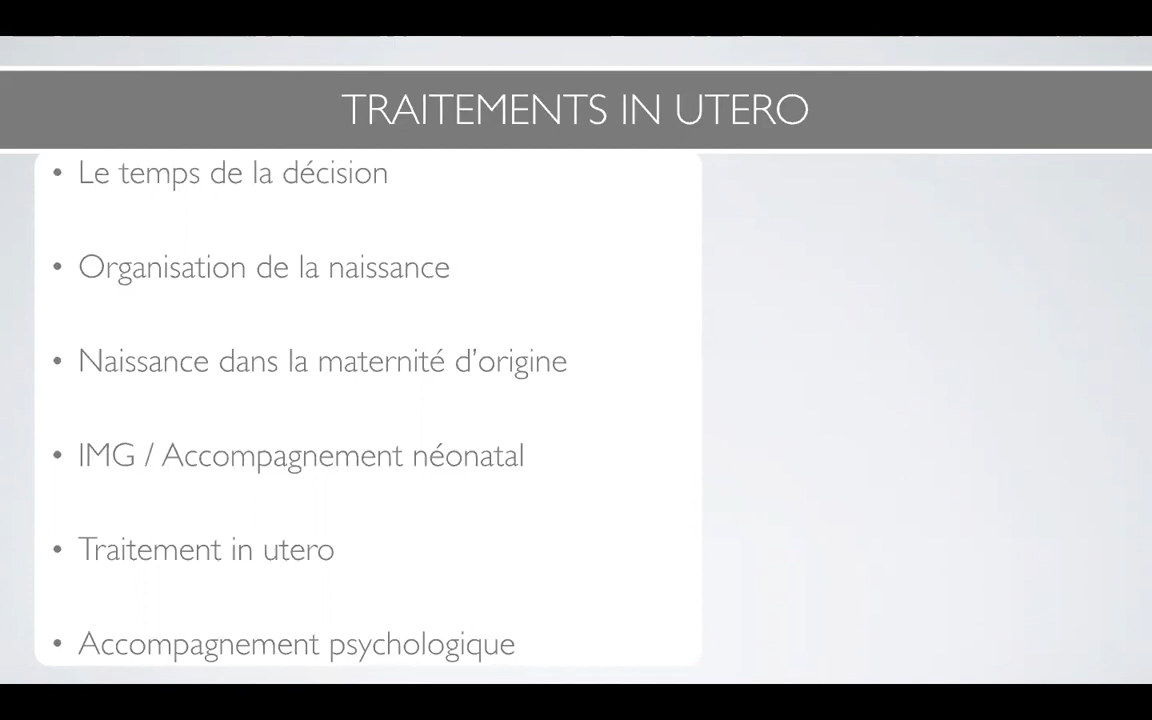 TRAITEMENTS IN UTERO
• Le temps de la décision
• Organisation de la naissance
• Naissance dans la maternité d’origine
• IMG / Accompagnement néonatal
• Traitement in utero
• Accompagnement psychologique